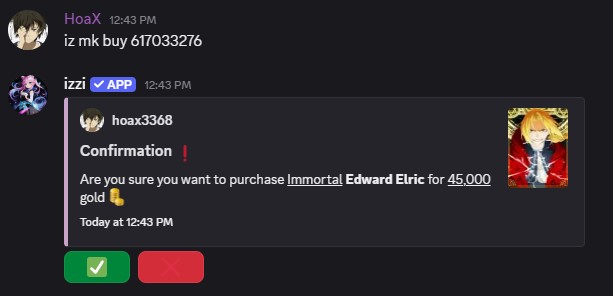 HoaX 12:43 PM
iz mk buy 617033276
izzi ✓ APP 12:43 PM
hoax3368
Confirmation ❗
Are you sure you want to purchase Immortal Edward Elric for 45,000
gold
Today at 12:43 PM